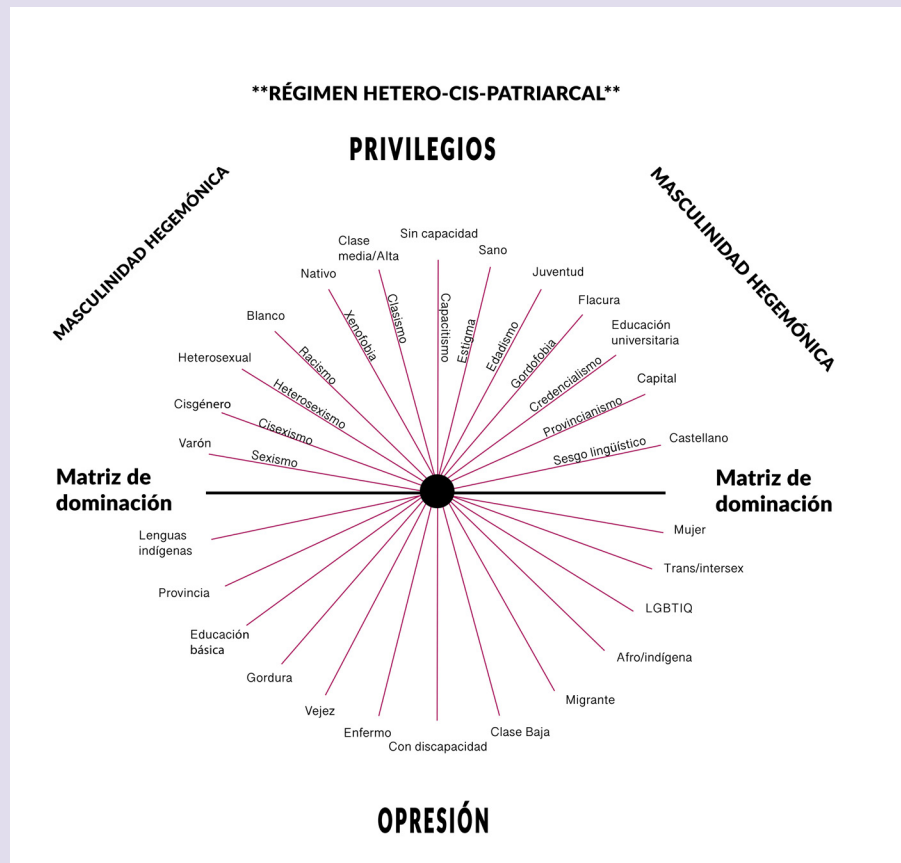 **RÉGIMEN HETERO-CIS-PATRIARCAL**
PRIVILEGIOS
MASCULINIDAD HEGEMÓNICA
MASCULINIDAD HEGEMÓNICA
Varón
Cisgénero
Heterosexual
Blanco
Nativo
Clase
media/Alta
Sin capacidad
Sano
Juventud
Flacura
Educación
universitaria
Capital
Castellano
Sexismo
Cisexismo
Heterosexismo
Racismo
Xenofobia
Clasismo
Capacitismo
Estigma
Edadismo
Gordofobia
Credencialismo
Provincianismo
Sesgo lingüístico
Matriz de
dominación
Matriz de
dominación
Lenguas
indígenas
Provincia
Educación
básica
Gordura
Vejez
Enfermo
Con discapacidad
Clase Baja
Migrante
Afro/indígena
LGBTIQ
Trans/intersex
Mujer
OPRESIÓN